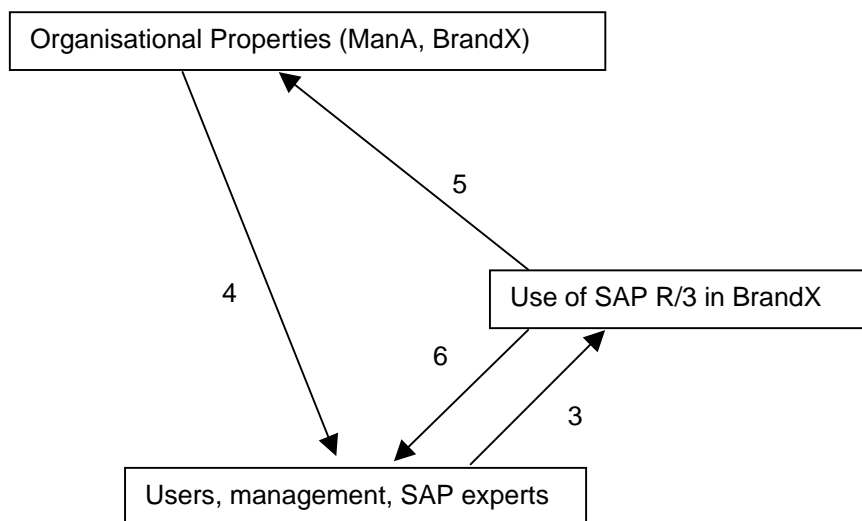 Organisational Properties (ManA, BrandX)
5
4
Use of SAP R/3 in BrandX
6
3
Users, management, SAP experts